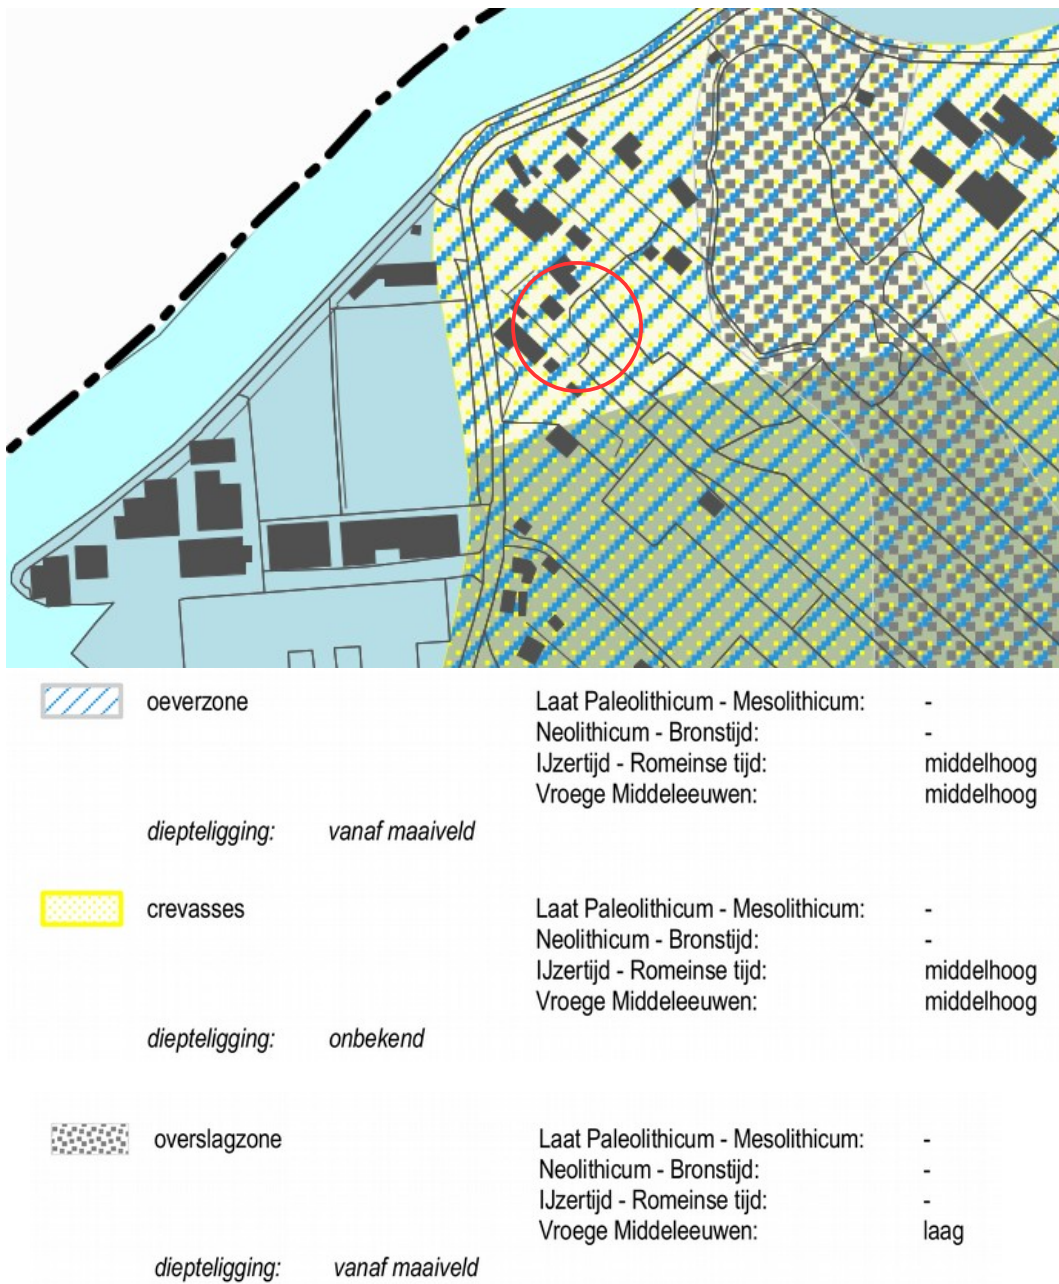 oeverzone Laat Paleolithicum - Mesolithicum: -
Neolithicum - Bronstijd: -
IJzertijd - Romeinse tijd: middelhoog
Vroege Middeleeuwen: middelhoog
diepteligging: vanaf maaiveld
crevasses Laat Paleolithicum - Mesolithicum: -
Neolithicum - Bronstijd: -
IJzertijd - Romeinse tijd: middelhoog
Vroege Middeleeuwen: middelhoog
diepteligging: onbekend
overslagzone Laat Paleolithicum - Mesolithicum: -
Neolithicum - Bronstijd: -
IJzertijd - Romeinse tijd: -
Vroege Middeleeuwen: laag
diepteligging: vanaf maaiveld